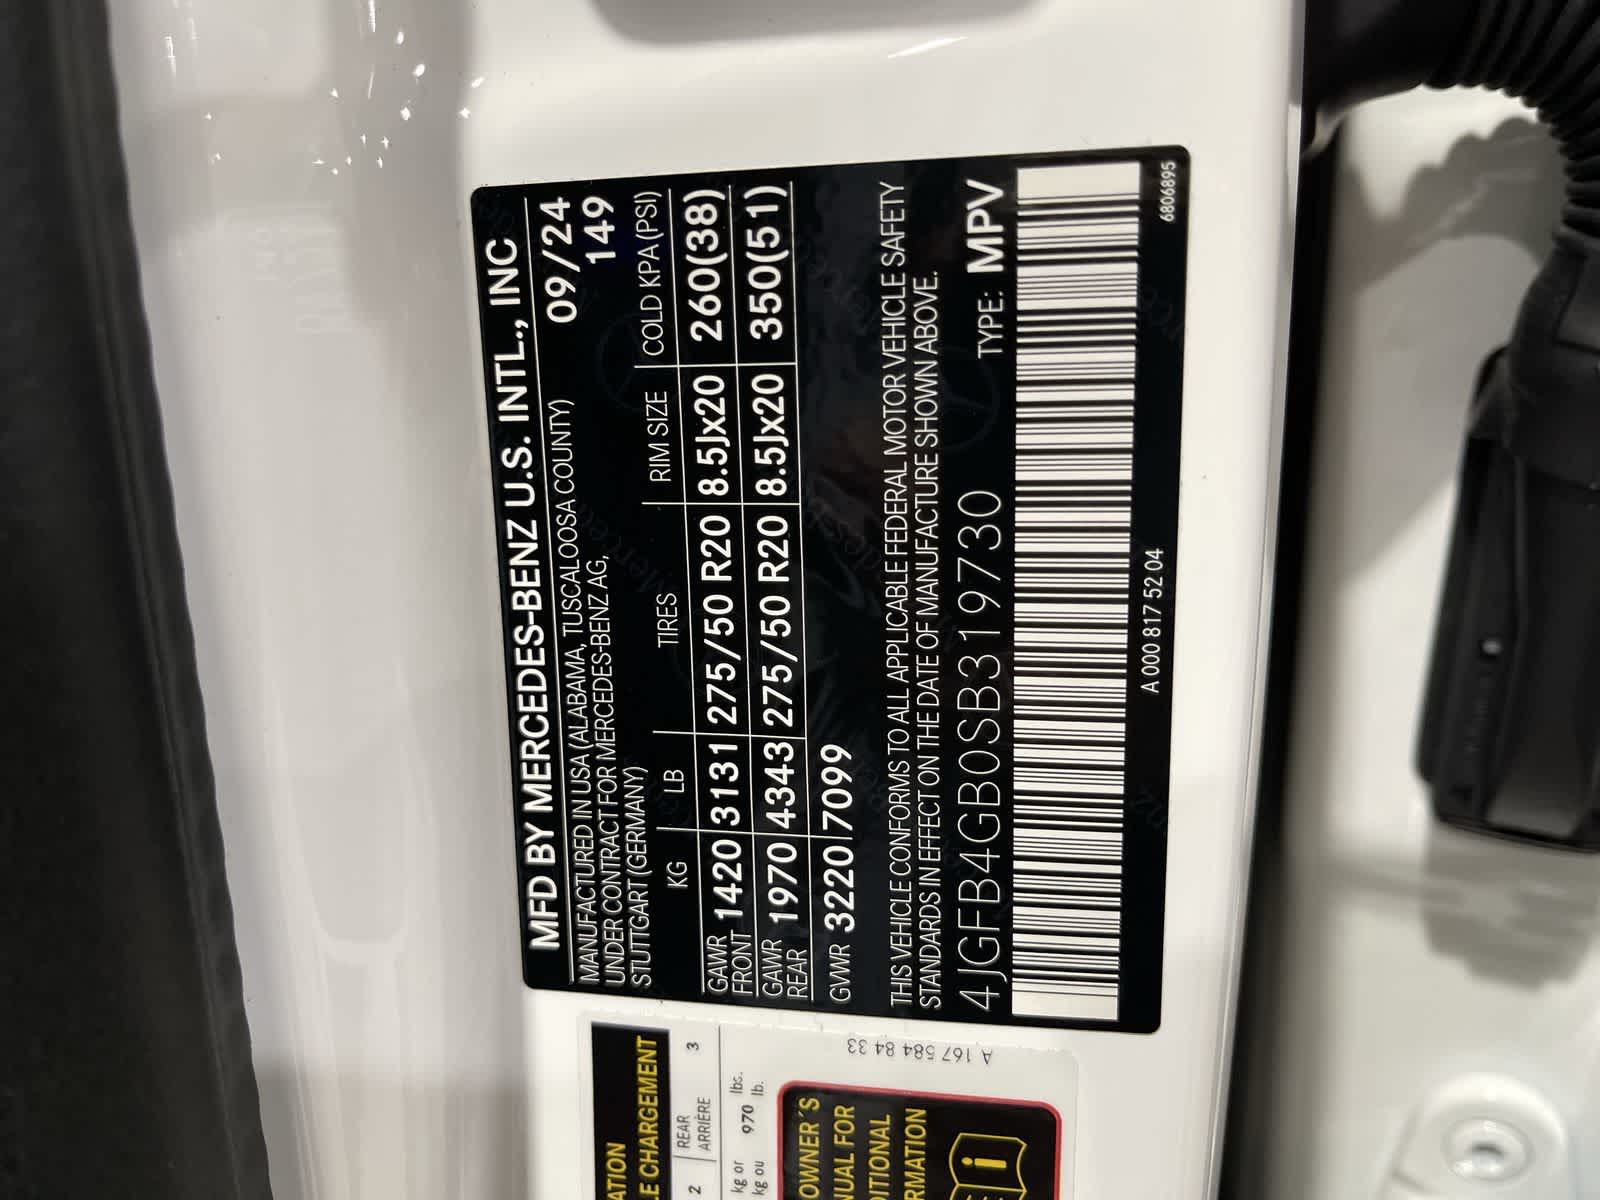 MFD BY MERCEDES-BENZ U.S. INTL., INC
MANUFACTURED IN USA (ALABAMA, TUSCALOOSA COUNTY) 09/24
UNDER CONTRACT FOR MERCEDES-BENZ AG, 149
STUTTGART (GERMANY)
KG LB TIRES RIM SIZE COLD KPA (PSI)
GAWR FRONT 1420 3131 275/50 R20 8.5Jx20 260(38)
GAWR REAR 1970 4343 275/50 R20 8.5Jx20 350(51)
GVWR 3220 7099
THIS VEHICLE CONFORMS TO ALL APPLICABLE FEDERAL MOTOR VEHICLE SAFETY
STANDARDS IN EFFECT ON THE DATE OF MANUFACTURE SHOWN ABOVE.
4JGFB4GB0SB319730 TYPE: MPV
A 000 817 52 04
6806895
A 167 584 84 33
ATION
LE CHARGEMENT
2 REAR ARRIÈRE 3
kg or 970 lbs.
kg ou lb.
OWNER'S
NUAL FOR
DITIONAL
ORMATION